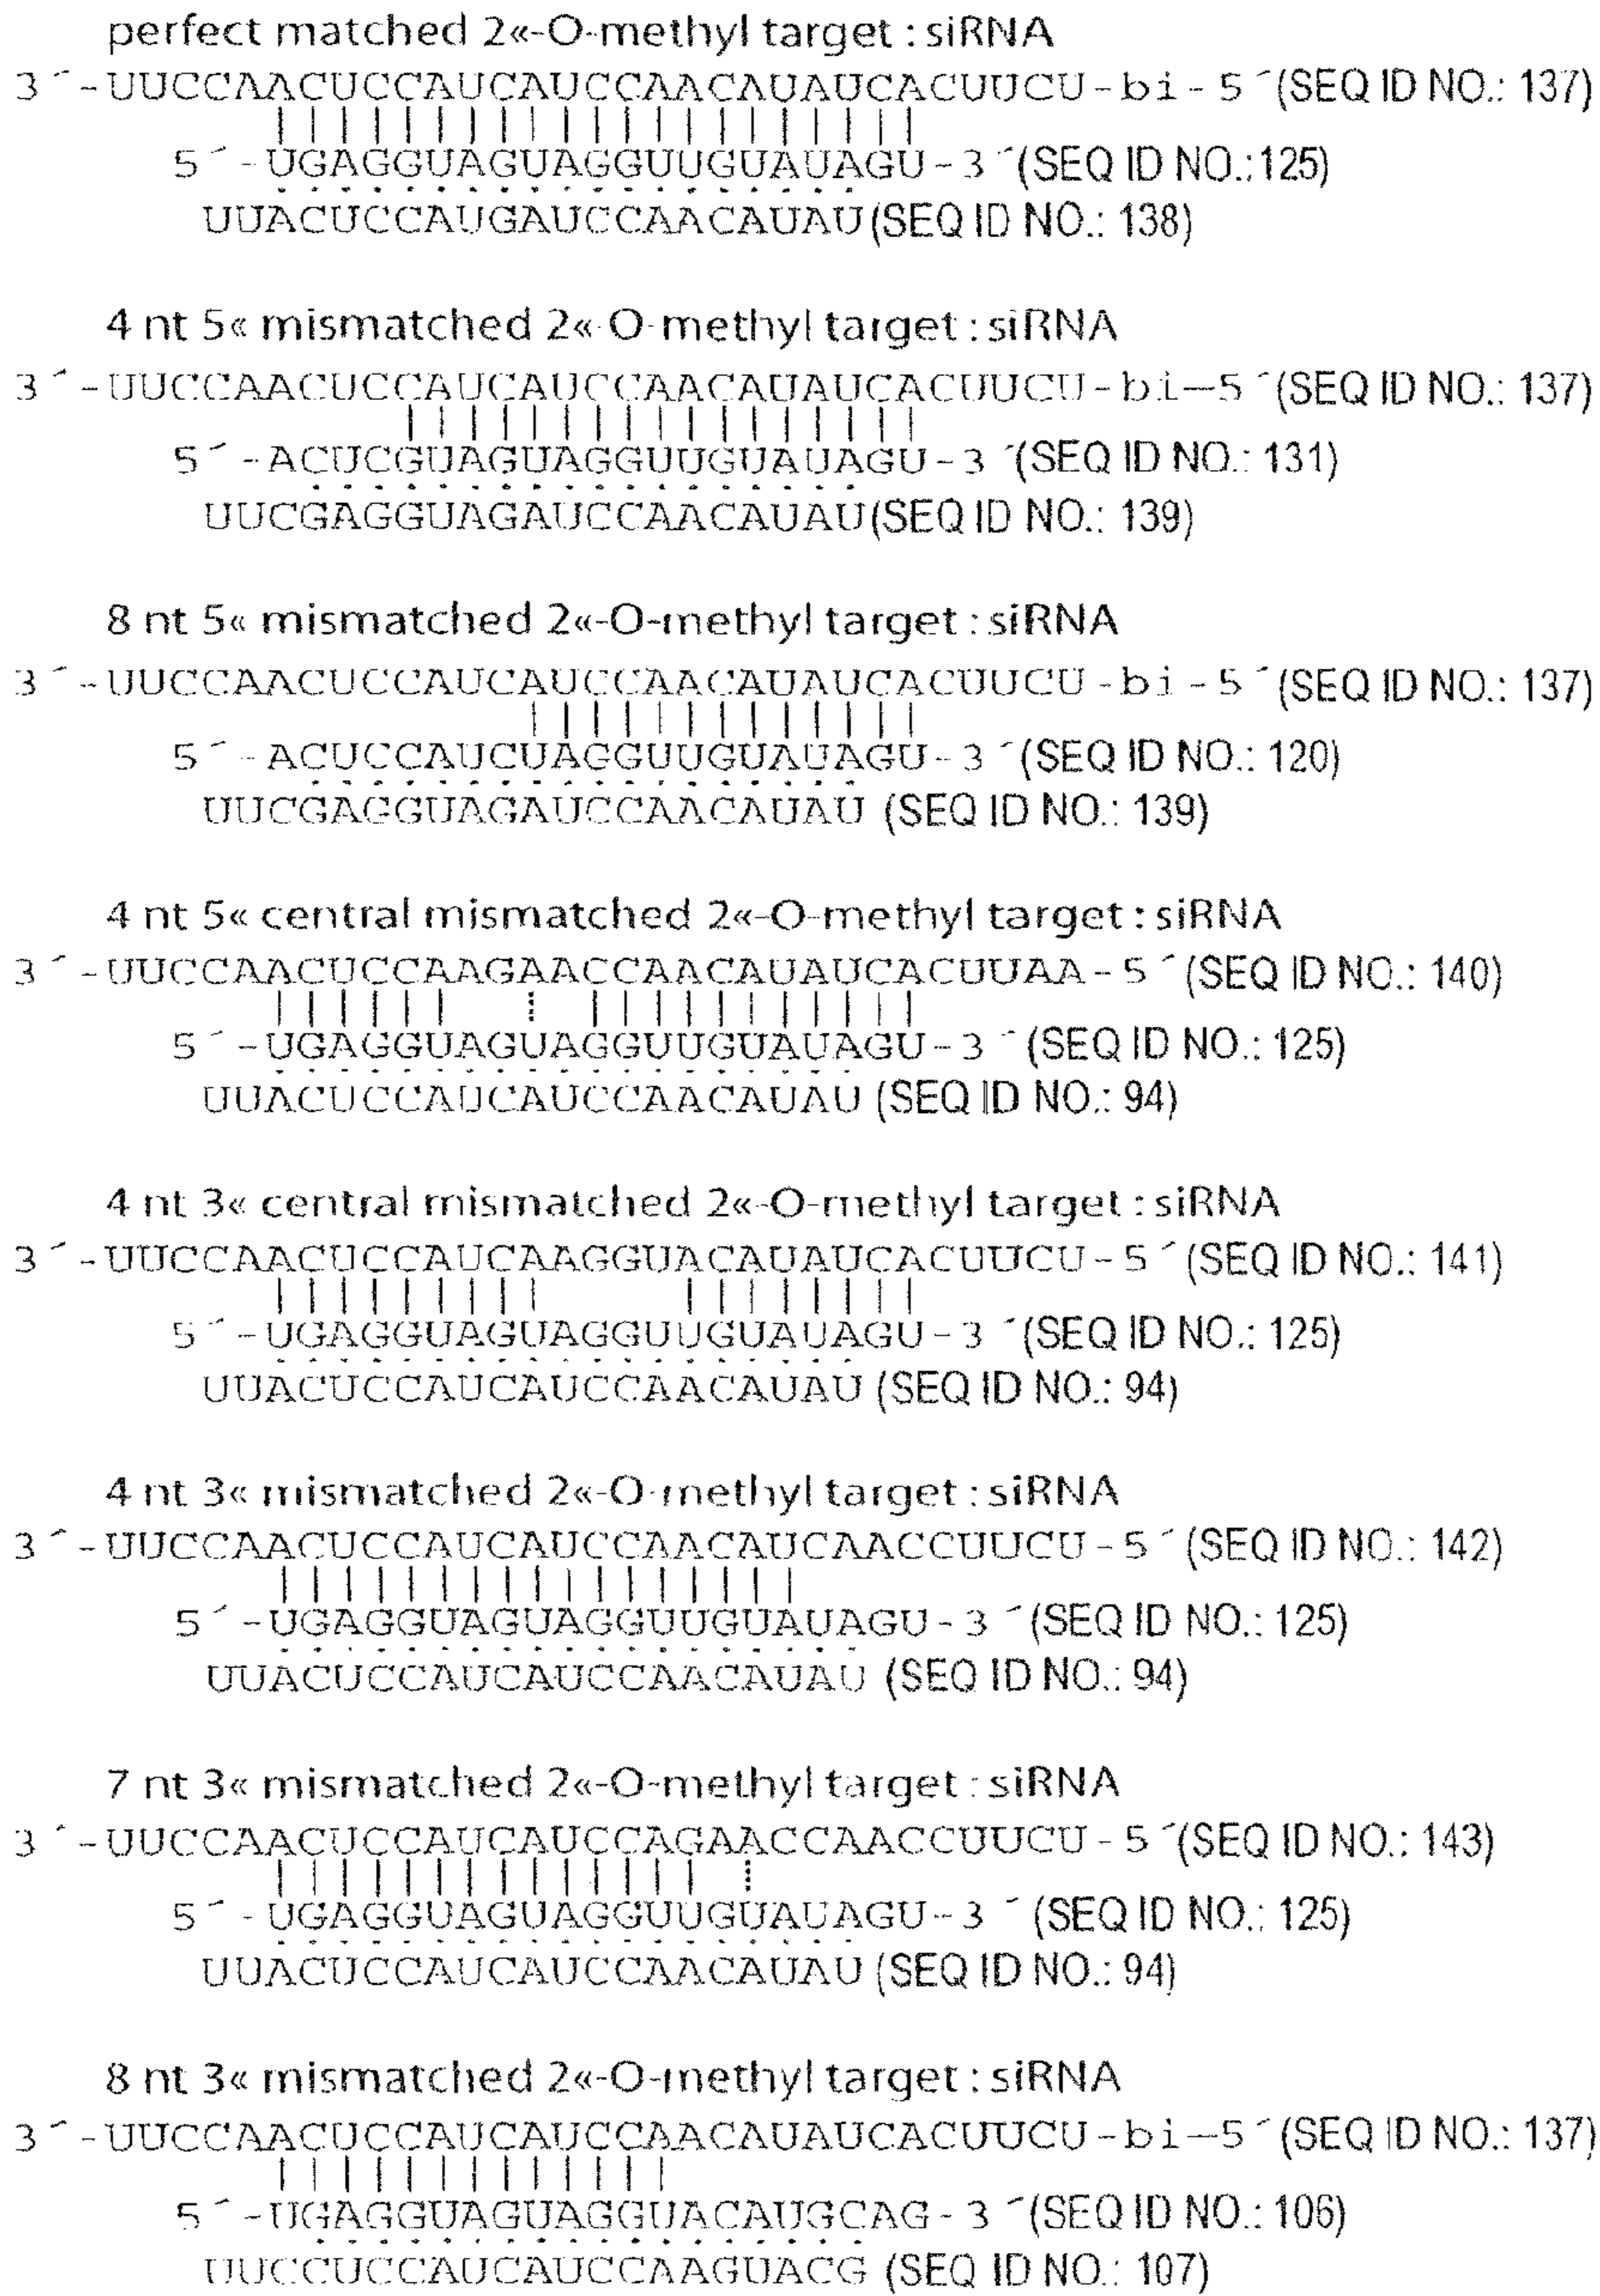 perfect matched 2«-O-methyl target : siRNA
3´-UUCCAACUCCAUCAUCCAACAUAUCACUUCU-bi-5´(SEQ ID NO.: 137)
5´-UGAGGUAGUAGGUUGUAUAGU-3´(SEQ ID NO.:125)
UUACUCCAUGAUCCAACAUAU(SEQ ID NO.: 138)
4 nt 5« mismatched 2«-O-methyl target : siRNA
3´-UUCCAACUCCAUCAUCCAACAUAUCACUUCU-bi-5´(SEQ ID NO.: 137)
5´-ACUCGUAGUAGGUUGUAUAGU-3´(SEQ ID NO.: 131)
UUCGAGGUAGAUCCAACAUAU(SEQ ID NO.: 139)
8 nt 5« mismatched 2«-O-methyl target : siRNA
3´-UUCCAACUCCAUCAUCCAACAUAUCACUUCU-bi-5´(SEQ ID NO.: 137)
5´-ACUCCAUCUAGGUUGUAUAGU-3´(SEQ ID NO.: 120)
UUCGAGGUAGAUCCAACAUAU (SEQ ID NO.: 139)
4 nt 5« central mismatched 2«-O-methyl target : siRNA
3´-UUCCAACUCCAAGAACCAACAUAUCACUUAA-5´(SEQ ID NO.: 140)
5´-UGAGGUAGUAGGUUGUAUAGU-3´(SEQ ID NO.: 125)
UUACUCCAUCAUCCAACAUAU (SEQ ID NO.: 94)
4 nt 3« central mismatched 2«-O-methyl target : siRNA
3´-UUCCAACUCCAUCAAGGUACAUAUCACUUCU-5´(SEQ ID NO.: 141)
5´-UGAGGUAGUAGGUUGUAUAGU-3´(SEQ ID NO.: 125)
UUACUCCAUCAUCCAACAUAU (SEQ ID NO.: 94)
4 nt 3« mismatched 2«-O-methyl target : siRNA
3´-UUCCAACUCCAUCAUCCAACAUCAACCUUCU-5´(SEQ ID NO.: 142)
5´-UGAGGUAGUAGGUUGUAUAGU-3´(SEQ ID NO.: 125)
UUACUCCAUCAUCCAACAUAU (SEQ ID NO.: 94)
7 nt 3« mismatched 2«-O-methyl target : siRNA
3´-UUCCAACUCCAUCAUCCAGAACCAACCUUCU-5´(SEQ ID NO.: 143)
5´-UGAGGUAGUAGGUUGUAUAGU-3´(SEQ ID NO.: 125)
UUACUCCAUCAUCCAACAUAU (SEQ ID NO.: 94)
8 nt 3« mismatched 2«-O-methyl target : siRNA
3´-UUCCAACUCCAUCAUCCAACAUAUCACUUCU-bi-5´(SEQ ID NO.: 137)
5´-UGAGGUAGUAGGUACAUGCAG-3´(SEQ ID NO.: 106)
UUCCUCCAUCAUCCAAGUACG (SEQ ID NO.: 107)